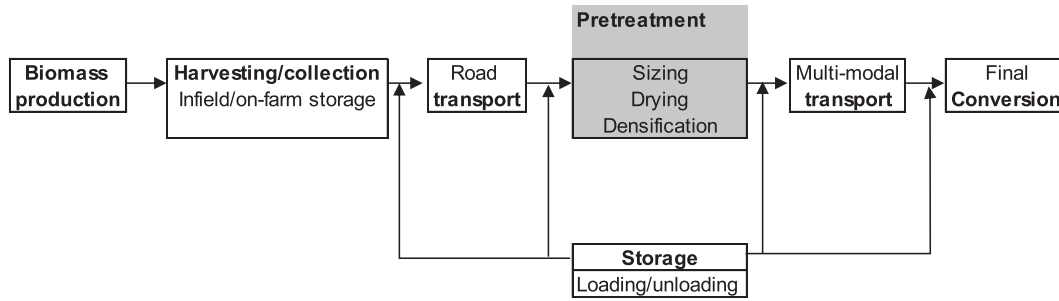 Pretreatment
Biomass
production
Harvesting/collection
Infield/on-farm storage
Road
transport
Sizing
Drying
Densification
Multi-modal
transport
Final
Conversion
Storage
Loading/unloading